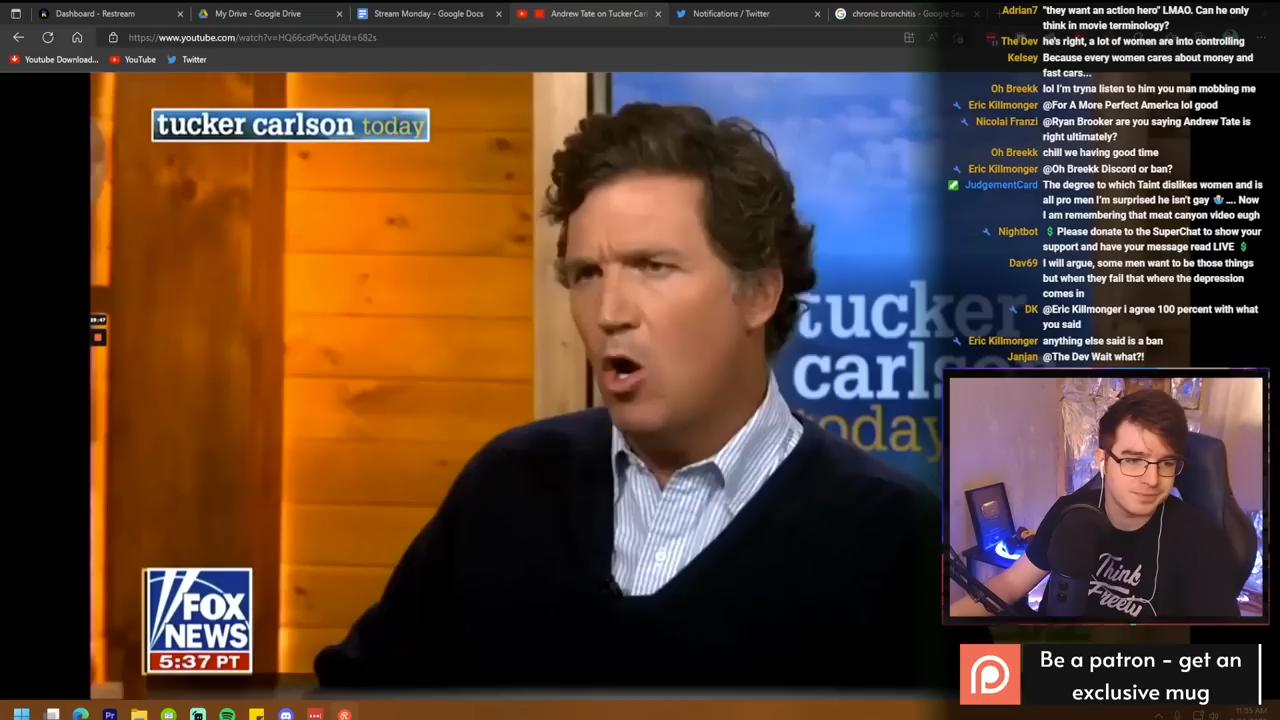 Dashboard - Restream
My Drive - Google Drive
Stream Monday - Google Docs
Andrew Tate on Tucker Carl
Notifications / Twitter
chronic bronchitis - Google Sea
https://www.youtube.com/watch?v=HQ66cdPw5qU&t=682s
Youtube Download...
YouTube
Twitter
tucker carlson today
tucker
carlson
today
FOX
NEWS
5:37 PT
Adrian7 "they want an action hero" LMAO. Can he only
think in movie terminology?
The Dev he's right, a lot of women are into controlling
Kelsey Because every women cares about money and
fast cars...
Oh Breekk lol I'm tryna listen to him you man mobbing me
Eric Killmonger @For A More Perfect America lol good
Nicolai Franzi @Ryan Brooker are you saying Andrew Tate is
right ultimately?
Oh Breekk chill we having good time
Eric Killmonger @Oh Breekk Discord or ban?
JudgementCard The degree to which Taint dislikes women and is
all pro men I'm surprised he isn't gay 🤷 .... Now
I am remembering that meat canyon video eugh
Nightbot 💲 Please donate to the SuperChat to show your
support and have your message read LIVE 💲
Dav69 I will argue, some men want to be those things
but when they fail that where the depression
comes in
DK @Eric Killmonger I agree 100 percent with what
you said
Eric Killmonger anything else said is a ban
Janjan @The Dev Wait what?!
Think
Freely
Be a patron - get an
exclusive mug
11:35 AM